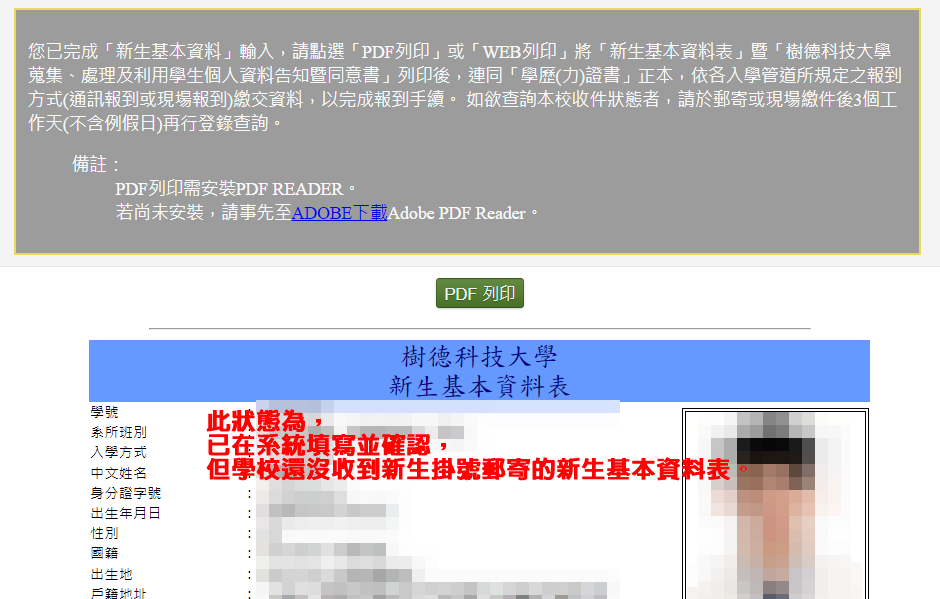 您已完成「新生基本資料」輸入，請點選「PDF列印」或「WEB列印」將「新生基本資料表」暨「樹德科技大學
蒐集、處理及利用學生個人資料告知暨同意書」列印後，連同「學歷(力)證書」正本，依各入學管道所規定之報到
方式(通訊報到或現場報到)繳交資料，以完成報到手續。 如欲查詢本校收件狀態者，請於郵寄或現場繳件後3個工
作天(不含例假日)再行登錄查詢。
備註：
PDF列印需安裝PDF READER。
若尚未安裝，請事先至ADOBE下載Adobe PDF Reader。
PDF 列印
樹德科技大學
新生基本資料表
學號
此狀態為，
系所班別
已在系統填寫並確認，
入學方式
但學校還沒收到新生掛號郵寄的新生基本資料表。
中文姓名
身分證字號 :
出生年月日 :
性別 :
國籍 :
出生地 :
戶籍地址 :